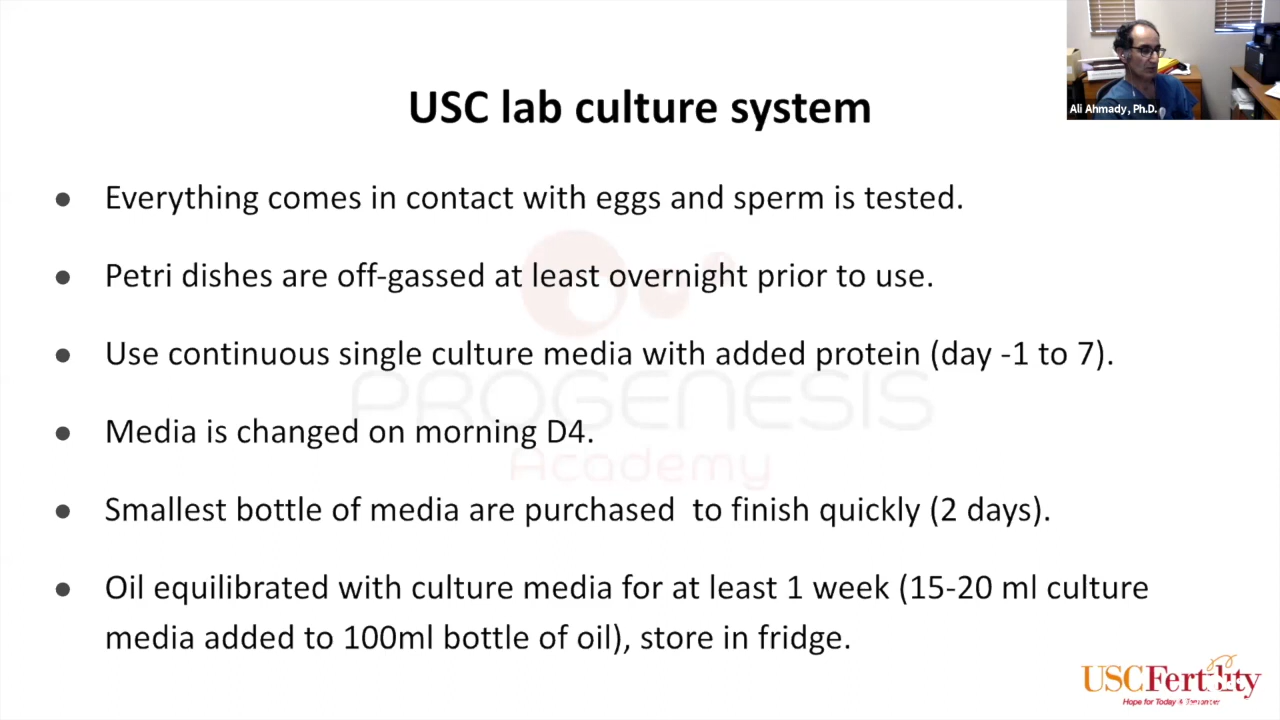 Ali Ahmady, Ph.D.
USC lab culture system
● Everything comes in contact with eggs and sperm is tested.
● Petri dishes are off-gassed at least overnight prior to use.
● Use continuous single culture media with added protein (day -1 to 7).
PROGENESIS
● Media is changed on morning D4.
Academy
● Smallest bottle of media are purchased  to finish quickly (2 days).
● Oil equilibrated with culture media for at least 1 week (15-20 ml culture
media added to 100ml bottle of oil), store in fridge.
USCFertility
Hope for Today & Tomorrow